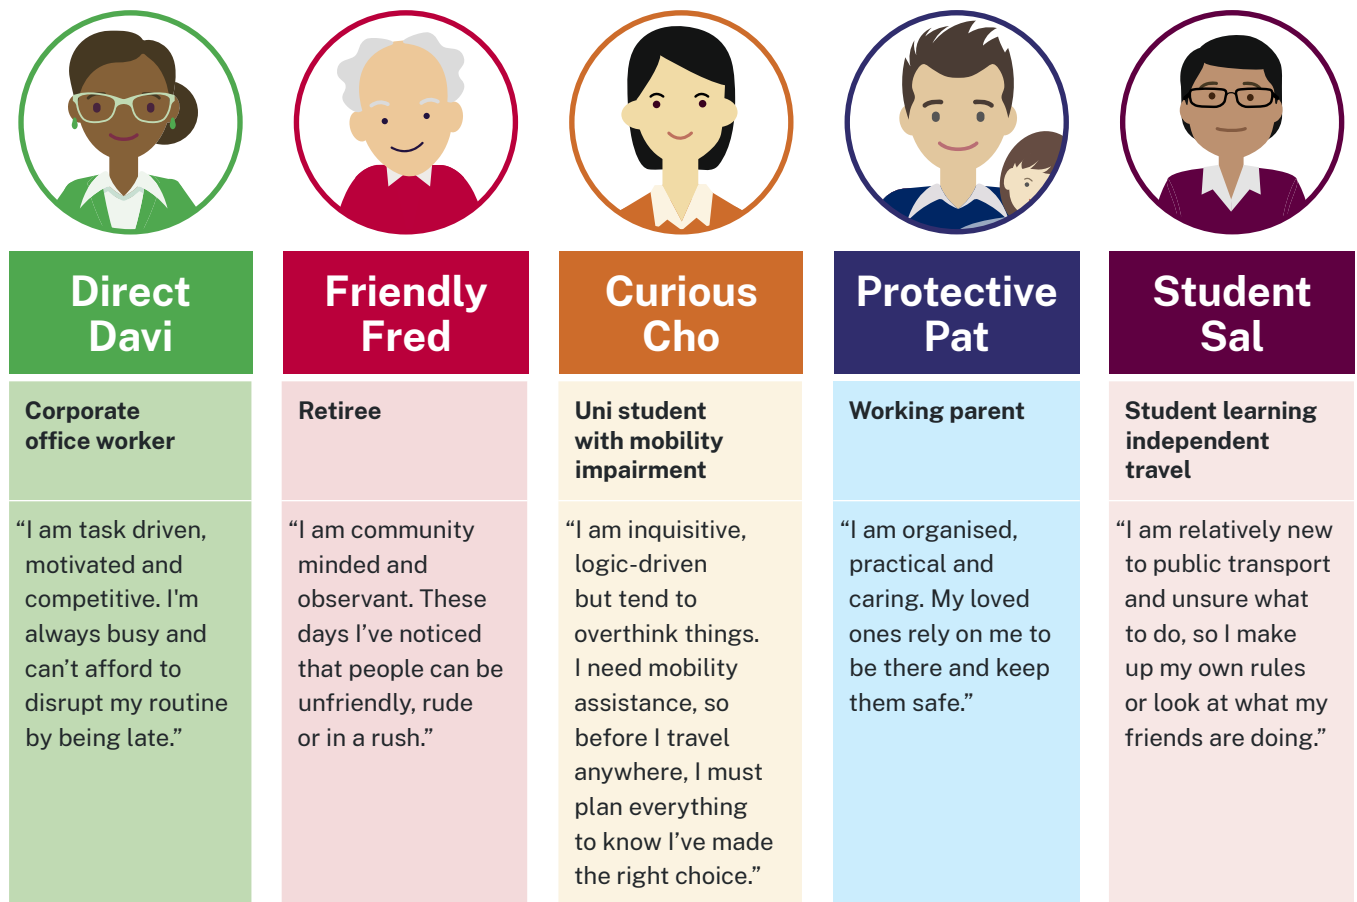 Direct
Davi
Corporate
office worker
“I am task driven,
motivated and
competitive. I'm
always busy and
can’t afford to
disrupt my routine
by being late.”
Friendly
Fred
Retiree
“I am community
minded and
observant. These
days I’ve noticed
that people can be
unfriendly, rude
or in a rush.”
Curious
Cho
Uni student
with mobility
impairment
“I am inquisitive,
logic-driven
but tend to
overthink things.
I need mobility
assistance, so
before I travel
anywhere, I must
plan everything
to know I’ve made
the right choice.”
Protective
Pat
Working parent
“I am organised,
practical and
caring. My loved
ones rely on me to
be there and keep
them safe.”
Student
Sal
Student learning
independent
travel
“I am relatively new
to public transport
and unsure what
to do, so I make
up my own rules
or look at what my
friends are doing.”